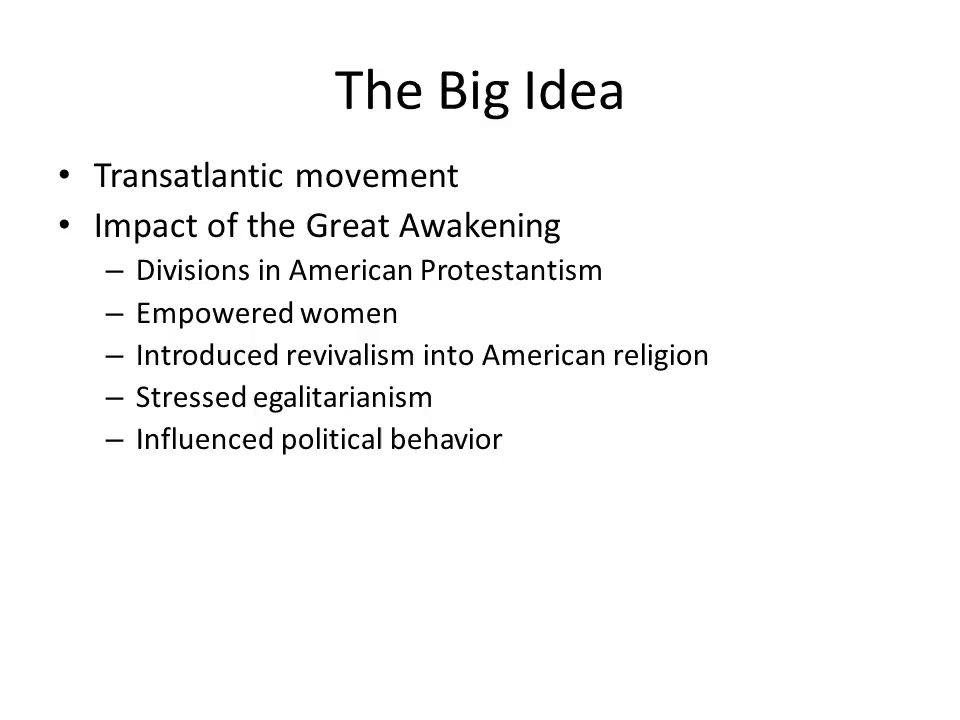 The Big Idea
• Transatlantic movement
• Impact of the Great Awakening
– Divisions in American Protestantism
– Empowered women
– Introduced revivalism into American religion
– Stressed egalitarianism
– Influenced political behavior